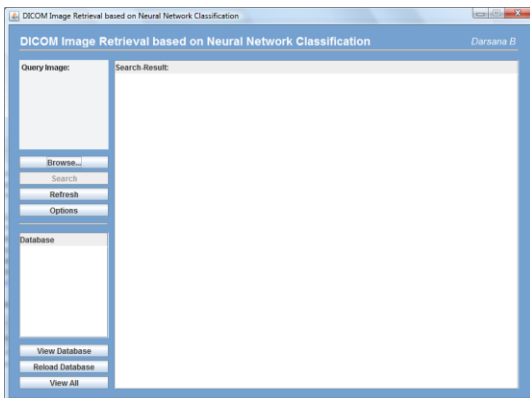 DICOM Image Retrieval based on Neural Network Classification
DICOM Image Retrieval based on Neural Network Classification
Darsana B
Query Image:
Search-Result:
Browse...
Search
Refresh
Options
Database
View Database
Reload Database
View All